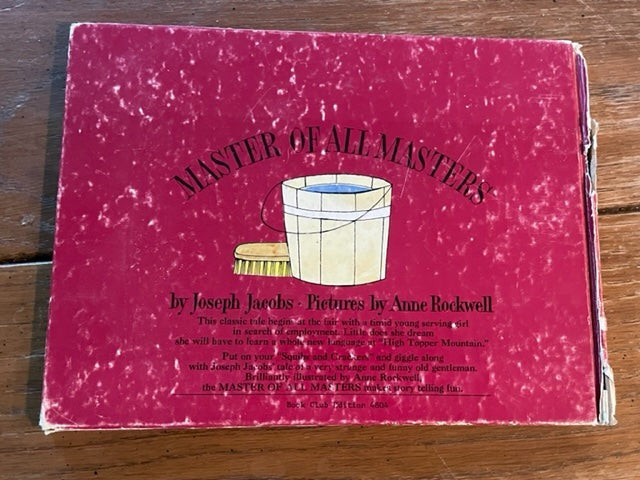 MASTER OF ALL MASTERS
by Joseph Jacobs · Pictures by Anne Rockwell
This classic tale begins at the fair with a timid young serving girl
in search of employment. Little does she dream
she will have to learn a whole new language at "High Topper Mountain."
Put on your "Squibs and Crackers" and giggle along
with Joseph Jacobs' tale of a very strange and funny old gentleman.
Brilliantly illustrated by Anne Rockwell,
the MASTER OF ALL MASTERS makes story telling fun.
Book Club Edition 4604